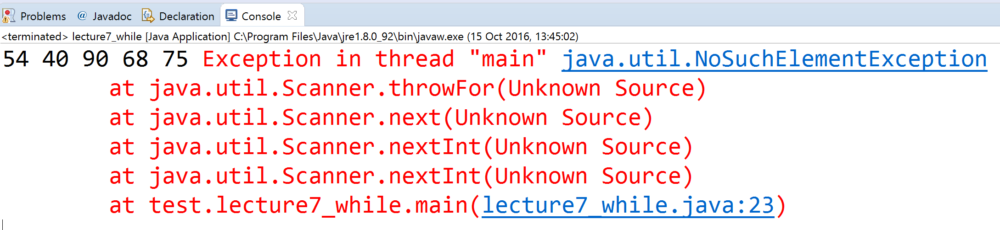 Problems @ Javadoc Declaration Console
<terminated> lecture7_while [Java Application] C:\Program Files\Java\jre1.8.0_92\bin\javaw.exe (15 Oct 2016, 13:45:02)
54 40 90 68 75 Exception in thread "main" java.util.NoSuchElementException
at java.util.Scanner.throwFor(Unknown Source)
at java.util.Scanner.next(Unknown Source)
at java.util.Scanner.nextInt(Unknown Source)
at java.util.Scanner.nextInt(Unknown Source)
at test.lecture7_while.main(lecture7_while.java:23)